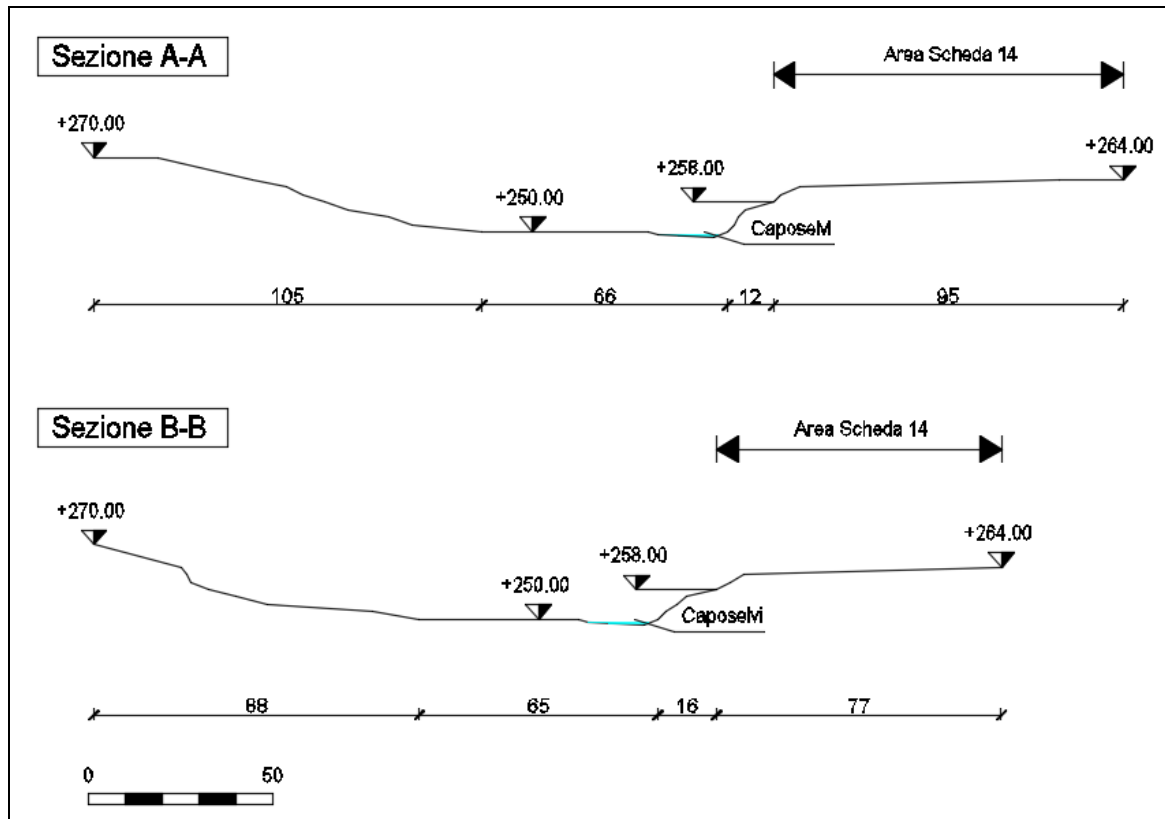 Sezione A-A
Area Scheda 14
+270.00
+264.00
+258.00
+250.00
Caposelvi
105 66 12 95
Sezione B-B
Area Scheda 14
+270.00
+264.00
+258.00
+250.00
Caposelvi
88 65 16 77
0 50